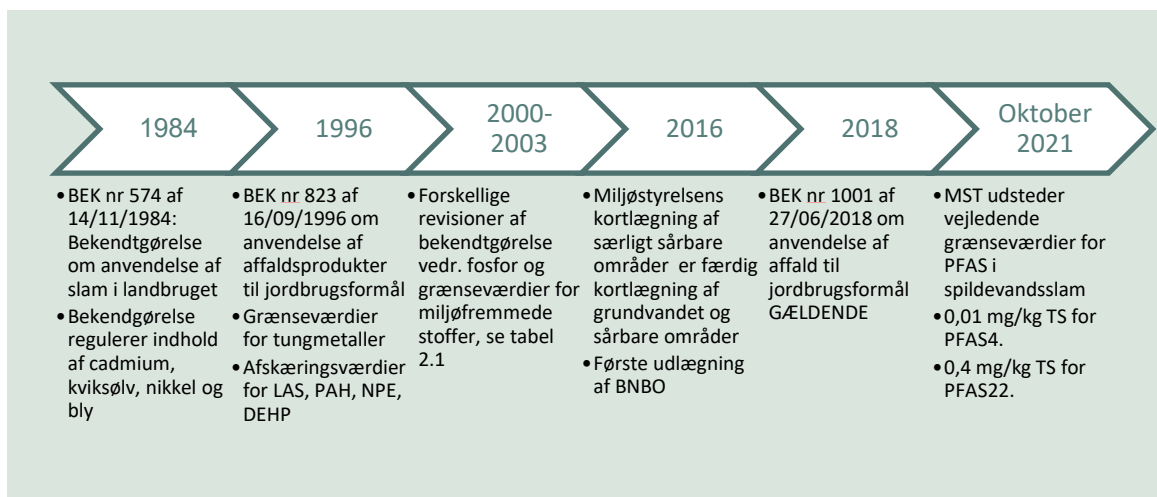 1984
1996
2000-
2003
2016
2018
Oktober
2021
•BEK nr 574 af
14/11/1984:
Bekendtgørelse
om anvendelse af
slam i landbruget
•Bekendgørelse
regulerer indhold
af cadmium,
kviksølv, nikkel og
bly
•BEK nr 823 af
16/09/1996 om
anvendelse af
affaldsprodukter
til jordbrugsformål
•Grænseværdier
for tungmetaller
•Afskæringsværdier
for LAS, PAH, NPE,
DEHP
•Forskellige
revisioner af
bekendtgørelse
vedr. fosfor og
grænseværdier for
miljøfremmede
stoffer, se tabel
2.1
•Miljøstyrelsens
kortlægning af
særligt sårbare
områder er færdig
kortlægning af
grundvandet og
sårbare områder
•Første udlægning
af BNBO
•BEK nr 1001 af
27/06/2018 om
anvendelse af
affald til
jordbrugsformål
GÆLDENDE
•MST udsteder
vejledende
grænseværdier for
PFAS i
spildevandsslam
•0,01 mg/kg TS for
PFAS4.
•0,4 mg/kg TS for
PFAS22.